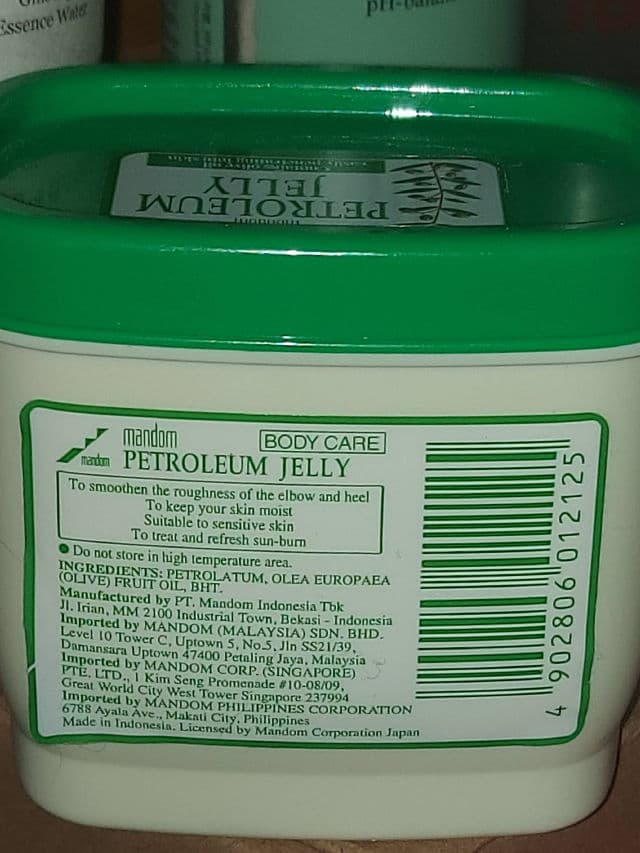 Essence Water
PETROLEUM
JELLY
mandom
mandom
BODY CARE
PETROLEUM JELLY
To smoothen the roughness of the elbow and heel
To keep your skin moist
Suitable to sensitive skin
To treat and refresh sun-burn
● Do not store in high temperature area.
INGREDIENTS: PETROLATUM, OLEA EUROPAEA
(OLIVE) FRUIT OIL, BHT.
Manufactured by PT. Mandom Indonesia Tbk
Jl. Irian, MM 2100 Industrial Town, Bekasi - Indonesia
Imported by MANDOM (MALAYSIA) SDN. BHD.
Level 10 Tower C, Uptown 5, No.5, Jln SS21/39,
Damansara Uptown 47400 Petaling Jaya, Malaysia
Imported by MANDOM CORP. (SINGAPORE)
PTE. LTD., 1 Kim Seng Promenade #10-08/09,
Great World City West Tower Singapore 237994
Imported by MANDOM PHILIPPINES CORPORATION
6788 Ayala Ave., Makati City, Philippines
Made in Indonesia. Licensed by Mandom Corporation Japan
4 902806 012125